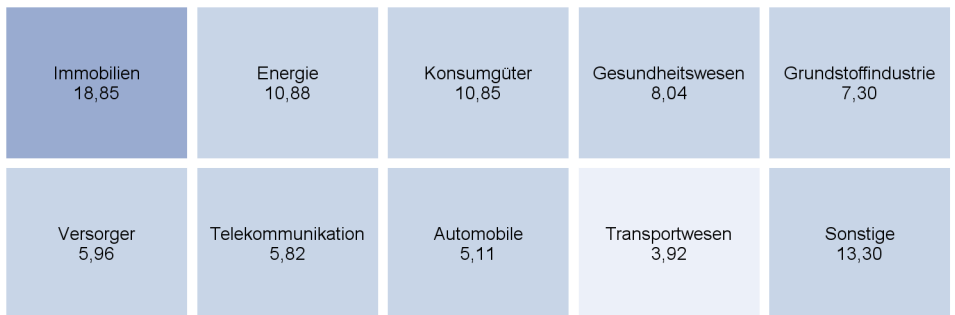 Immobilien
18,85
Energie
10,88
Konsumgüter
10,85
Gesundheitswesen
8,04
Grundstoffindustrie
7,30
Versorger
5,96
Telekommunikation
5,82
Automobile
5,11
Transportwesen
3,92
Sonstige
13,30